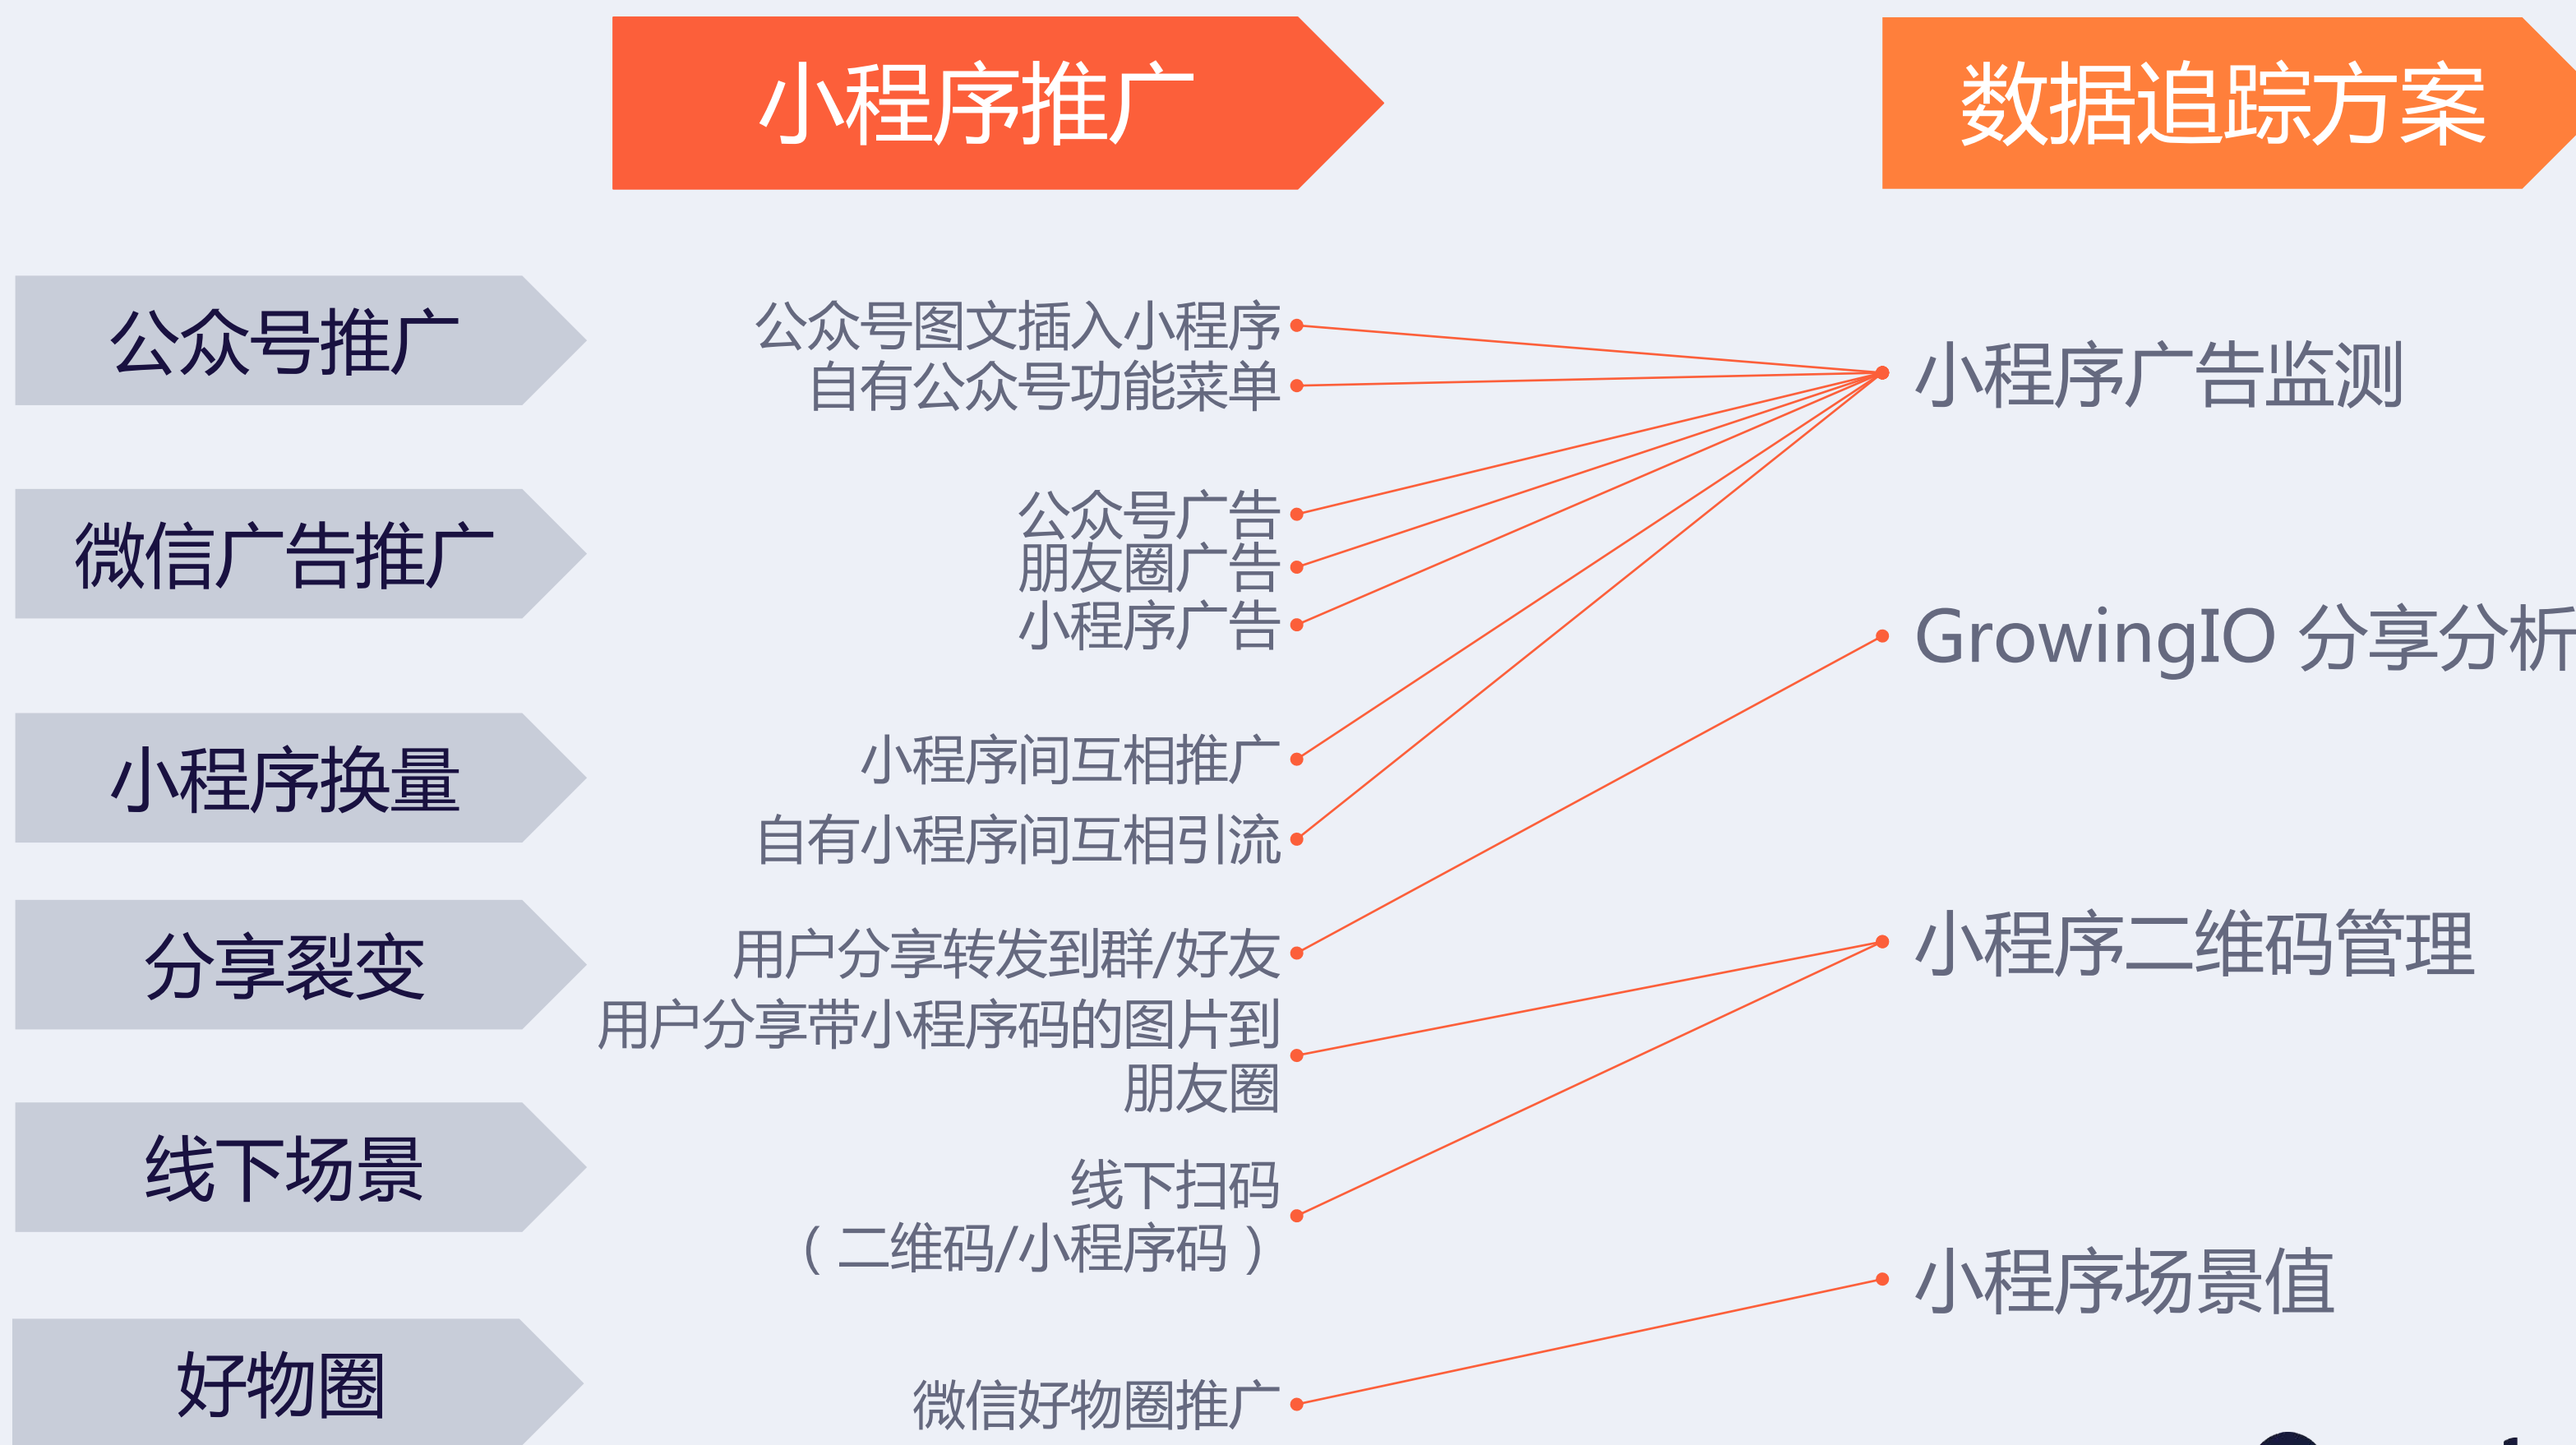 小程序推广
数据追踪方案
公众号推广
公众号图文插入小程序
自有公众号功能菜单
小程序广告监测
微信广告推广
公众号广告
朋友圈广告
小程序广告
GrowingIO 分享分析
小程序换量
小程序间互相推广
自有小程序间互相引流
分享裂变
用户分享转发到群/好友
用户分享带小程序码的图片到
朋友圈
小程序二维码管理
线下场景
线下扫码
（二维码/小程序码）
小程序场景值
好物圈
微信好物圈推广